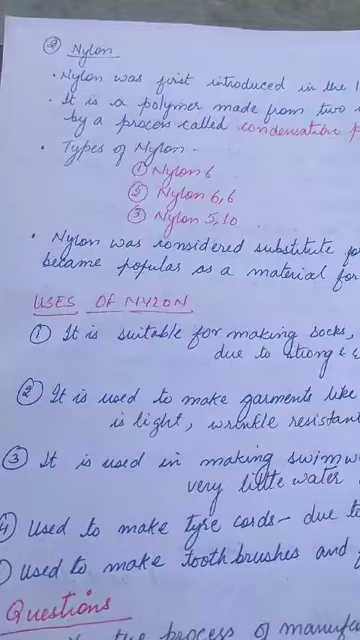 ② Nylon
• Nylon was first introduced in the 1
• It is a polymer made from two
by a process called condensation p
• Types of Nylon -
① Nylon 6
② Nylon 6,6
③ Nylon 5,10
• Nylon was considered substitute for
became popular as a material for
USES OF NYLON
① It is suitable for making socks,
due to strong &
② It is used to make garments like
is light, wrinkle resistant
③ It is used in making swimw
very little water
4) Used to make tyre cords - due to
) Used to make tooth brushes and
Questions
the process of manufa